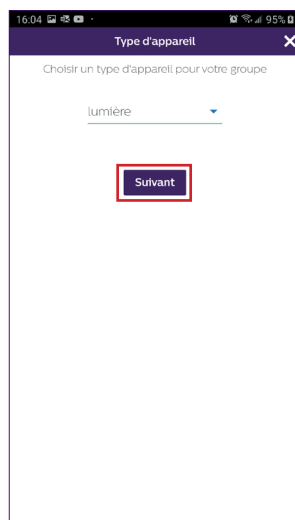 16:04 95%
Type d'appareil
Choisir un type d'appareil pour votre groupe
lumière
Suivant